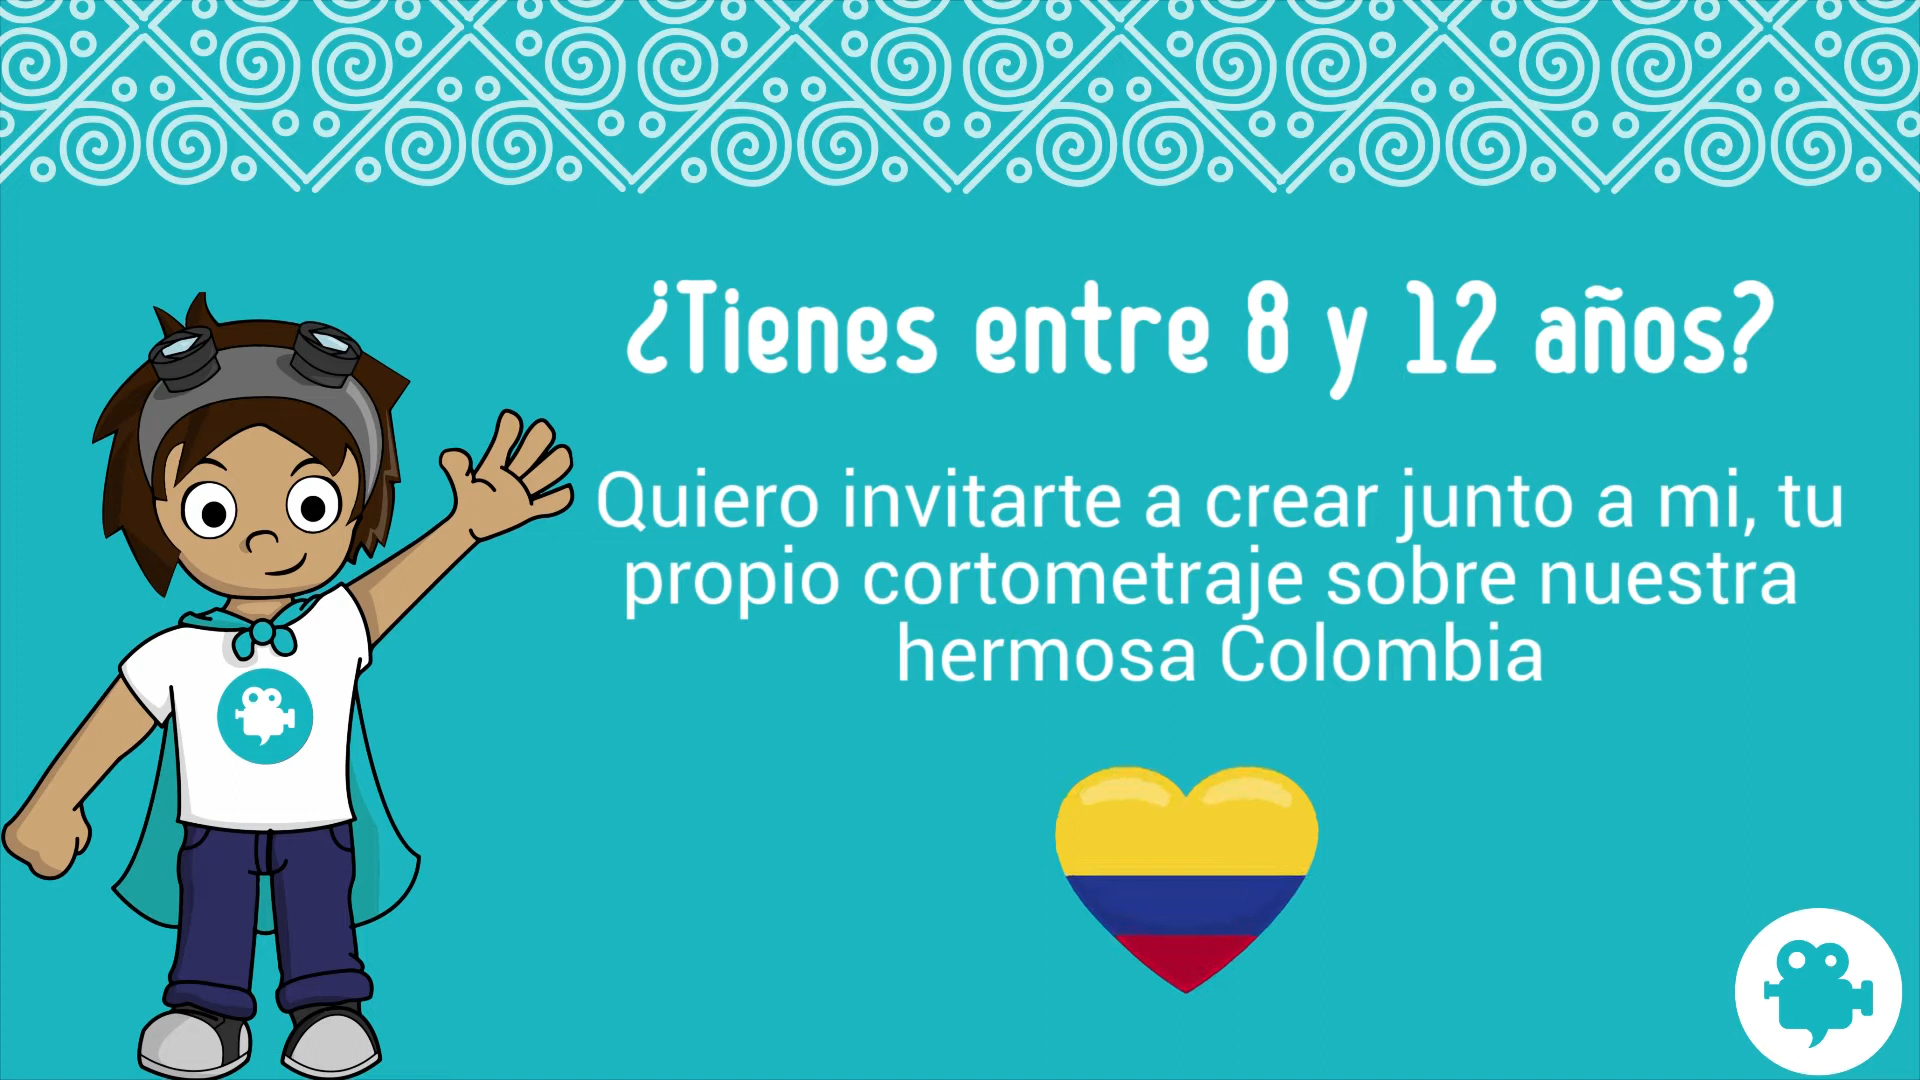 ¿Tienes entre 8 y 12 años?
Quiero invitarte a crear junto a mi, tu
propio cortometraje sobre nuestra
hermosa Colombia